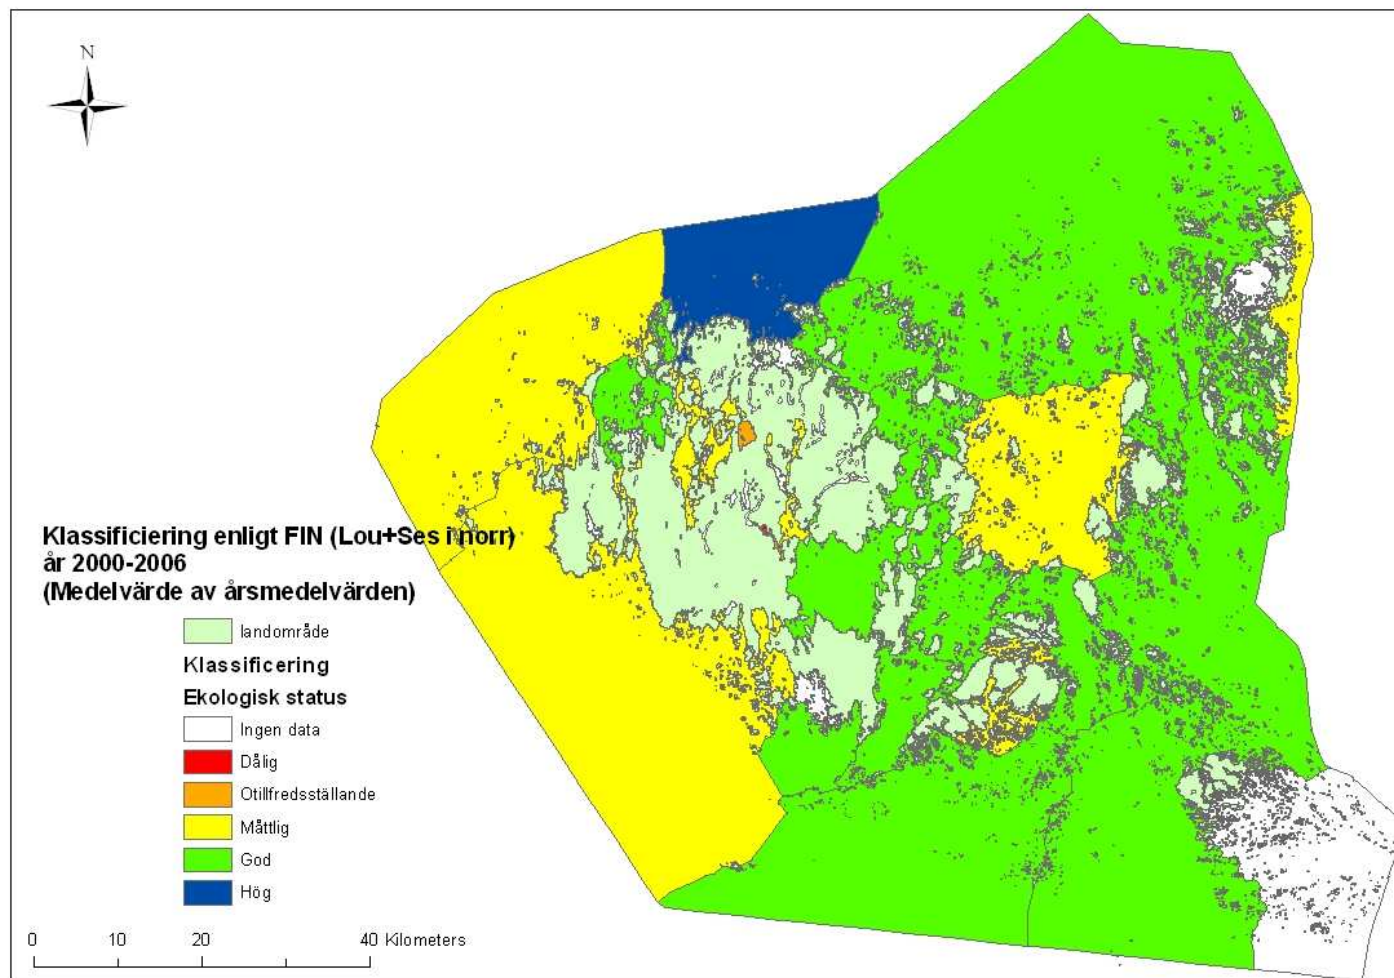 N
Klassificiering enligt FIN (Lou+Ses i norr)
år 2000-2006
(Medelvärde av årsmedelvärden)
landområde
Klassificering
Ekologisk status
Ingen data
Dålig
Otillfredsställande
Måttlig
God
Hög
0 10 20 40 Kilometers